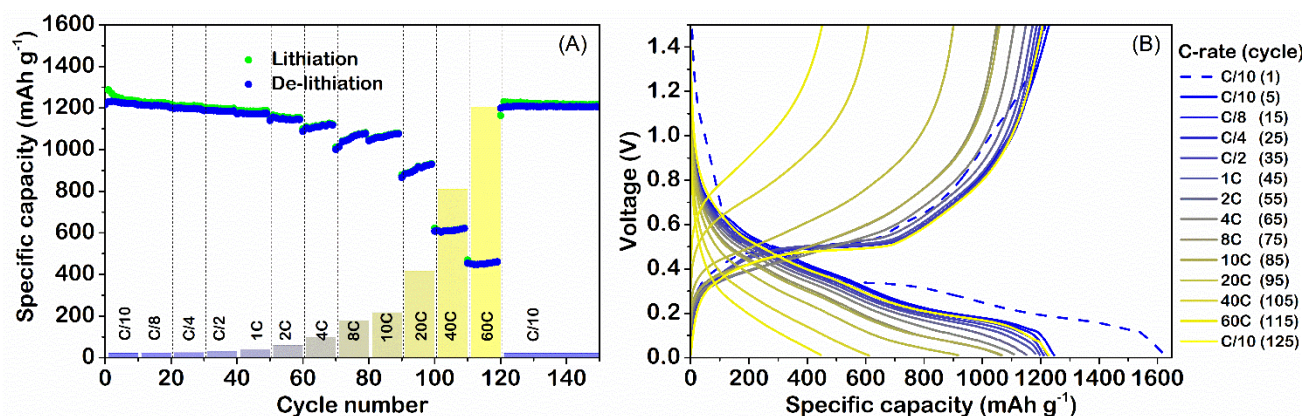 (A)
Specific capacity (mAh g⁻¹)
1600
1400
1200
1000
800
600
400
200
0
Lithiation
De-lithiation
C/10
C/8
C/4
C/2
1C
2C
4C
8C
10C
20C
40C
60C
C/10
0 20 40 60 80 100 120 140
Cycle number
(B)
Voltage (V)
1.4
1.2
1.0
0.8
0.6
0.4
0.2
0.0
0 200 400 600 800 1000 1200 1400 1600
Specific capacity (mAh g⁻¹)
C-rate (cycle)
C/10 (1)
C/10 (5)
C/8 (15)
C/4 (25)
C/2 (35)
1C (45)
2C (55)
4C (65)
8C (75)
10C (85)
20C (95)
40C (105)
60C (115)
C/10 (125)